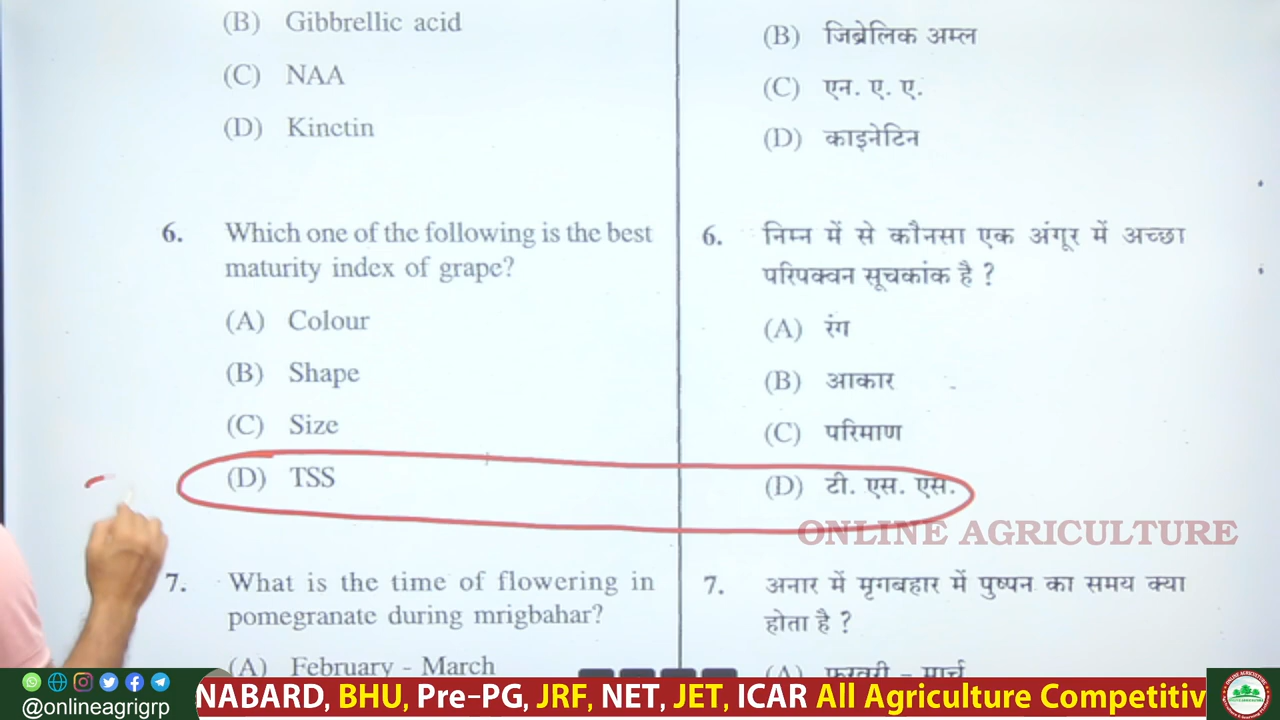 (B) Gibbrellic acid
(C) NAA
(D) Kinctin
6. Which one of the following is the best
maturity index of grape?
(A) Colour
(B) Shape
(C) Size
(D) TSS
7. What is the time of flowering in
pomegranate during mrigbahar?
(A) February - March
(B) जिब्रेलिक अम्ल
(C) एन. ए. ए.
(D) काइनेटिन
6. निम्न में से कौनसा एक अंगूर में अच्छा
परिपक्वन सूचकांक है ?
(A) रंग
(B) आकार
(C) परिमाण
(D) टी. एस. एस.
ONLINE AGRICULTURE
7. अनार में मृगबहार में पुष्पन का समय क्या
होता है ?
(A) फरवरी - मार्च
@onlineagrigrp
NABARD, BHU, Pre-PG, JRF, NET, JET, ICAR All Agriculture Competitiv